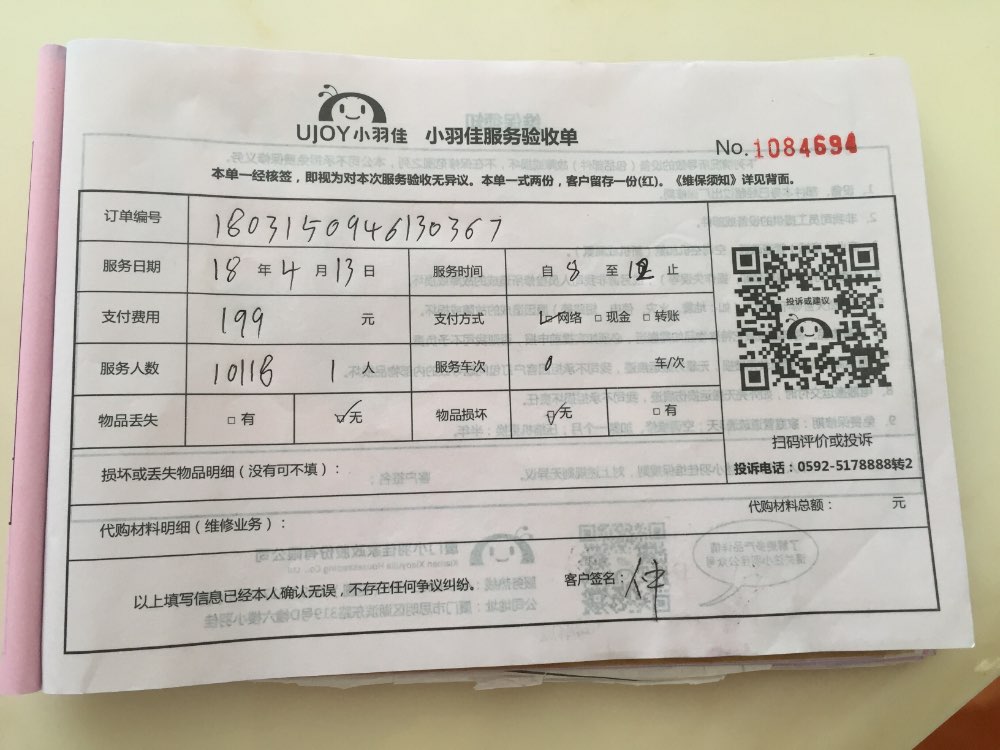 UJOY小羽佳 小羽佳服务验收单
No.1084694
本单一经核签，即视为对本次服务验收无异议。本单一式两份，客户留存一份(红)。《维保须知》详见背面。
订单编号 1803150946130367
服务日期 18 年 4 月 13 日 服务时间 自 8 至 12 止
支付费用 199 元 支付方式 网络 现金 转账
服务人数 10116 1 人 服务车次 0 车/次
物品丢失 有 无 物品损坏 无 有
投诉或建议
扫码评价或投诉
投诉电话：0592-5178888转2
损坏或丢失物品明细（没有可不填）：
代购材料明细（维修业务）： 代购材料总额： 元
以上填写信息已经本人确认无误，不存在任何争议纠纷。 客户签名：